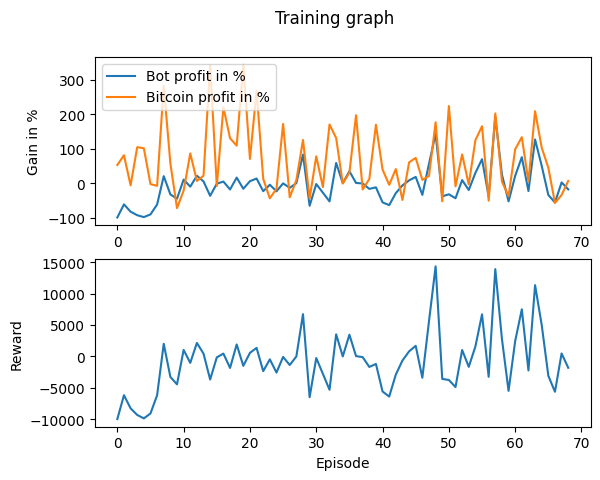 Training graph
Bot profit in %
Bitcoin profit in %
Gain in %
300
200
100
0
−100
0 10 20 30 40 50 60 70
Reward
15000
10000
5000
0
−5000
−10000
0 10 20 30 40 50 60 70
Episode